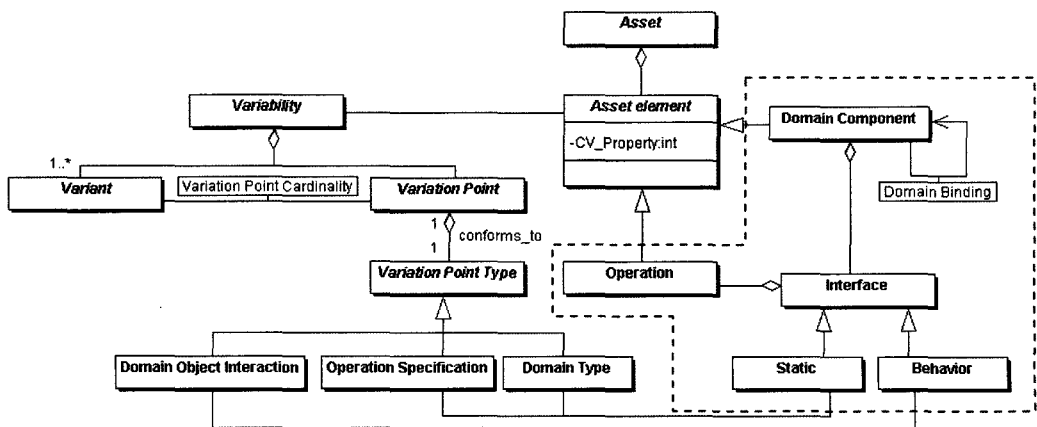 Asset
Variability
Asset element
-CV_Property:int
Domain Component
1..*
Variant
Variation Point Cardinality
Variation Point
Domain Binding
1
conforms_to
1
Variation Point Type
Operation
Interface
Domain Object Interaction
Operation Specification
Domain Type
Static
Behavior